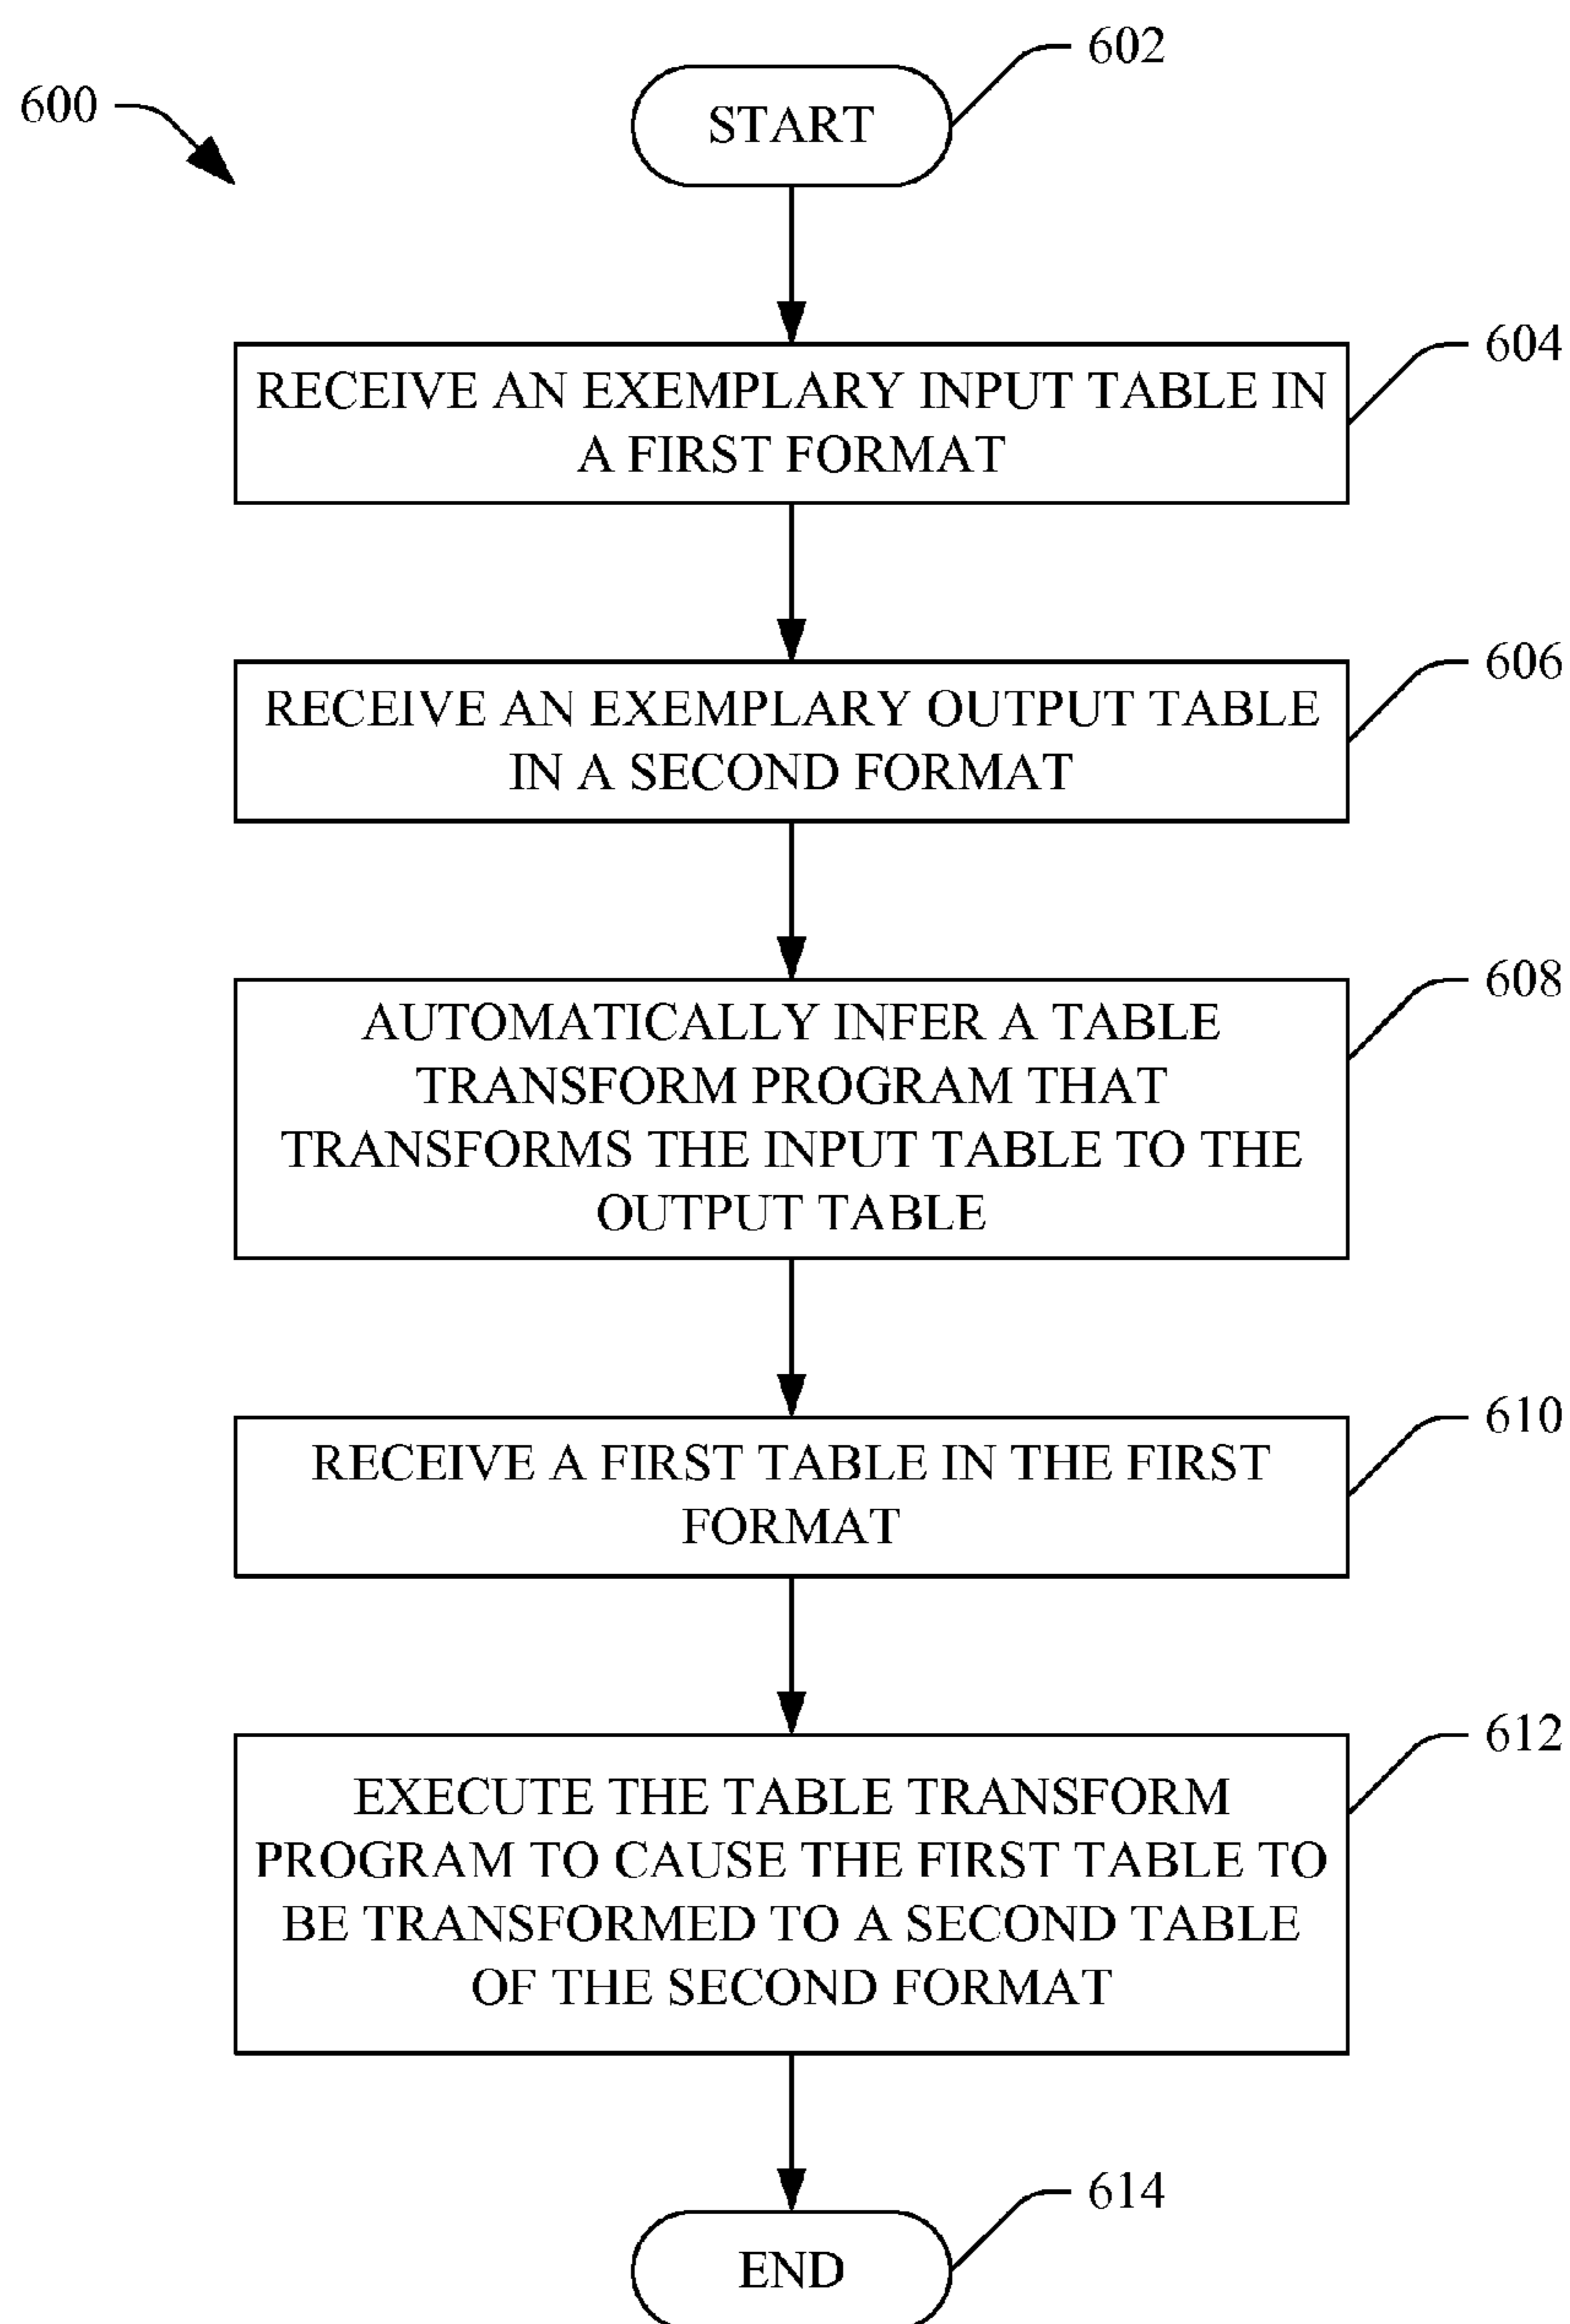 602
600
START
604
RECEIVE AN EXEMPLARY INPUT TABLE IN
A FIRST FORMAT
606
RECEIVE AN EXEMPLARY OUTPUT TABLE
IN A SECOND FORMAT
608
AUTOMATICALLY INFER A TABLE
TRANSFORM PROGRAM THAT
TRANSFORMS THE INPUT TABLE TO THE
OUTPUT TABLE
610
RECEIVE A FIRST TABLE IN THE FIRST
FORMAT
612
EXECUTE THE TABLE TRANSFORM
PROGRAM TO CAUSE THE FIRST TABLE TO
BE TRANSFORMED TO A SECOND TABLE
OF THE SECOND FORMAT
614
END